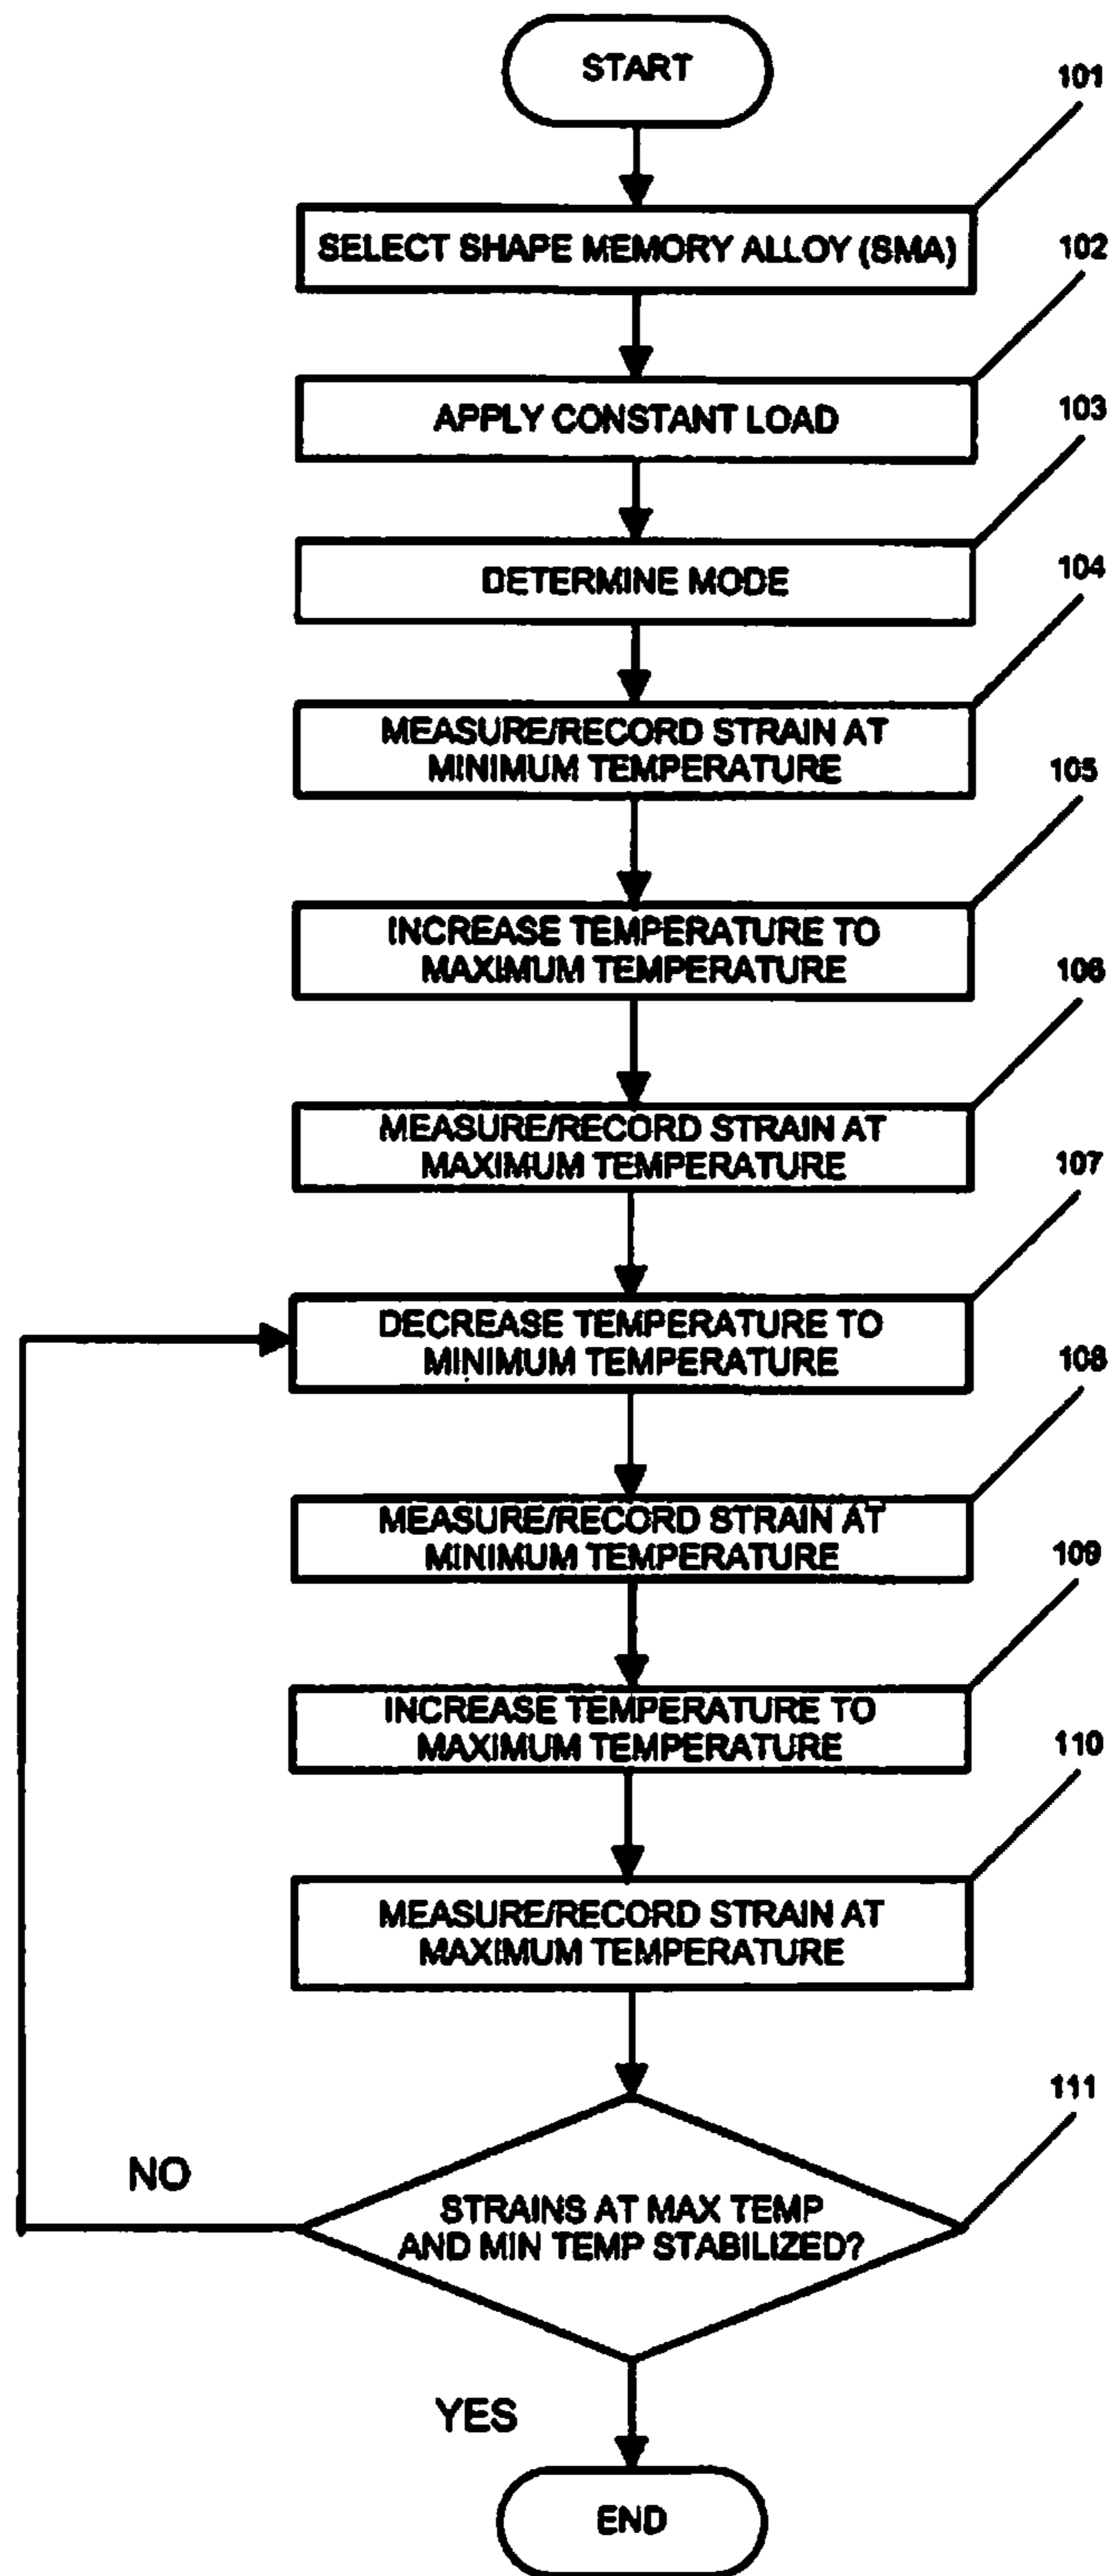 START
101
SELECT SHAPE MEMORY ALLOY (SMA)
102
APPLY CONSTANT LOAD
103
DETERMINE MODE
104
MEASURE/RECORD STRAIN AT
MINIMUM TEMPERATURE
105
INCREASE TEMPERATURE TO
MAXIMUM TEMPERATURE
106
MEASURE/RECORD STRAIN AT
MAXIMUM TEMPERATURE
107
DECREASE TEMPERATURE TO
MINIMUM TEMPERATURE
108
MEASURE/RECORD STRAIN AT
MINIMUM TEMPERATURE
109
INCREASE TEMPERATURE TO
MAXIMUM TEMPERATURE
110
MEASURE/RECORD STRAIN AT
MAXIMUM TEMPERATURE
111
NO
STRAINS AT MAX TEMP
AND MIN TEMP STABILIZED?
YES
END